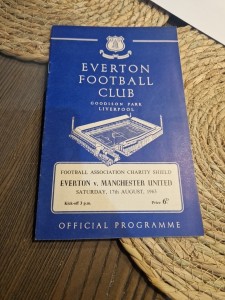 EVERTON
FOOTBALL
CLUB
GOODISON PARK
LIVERPOOL
FOOTBALL ASSOCIATION CHARITY SHIELD
EVERTON v. MANCHESTER UNITED
SATURDAY, 17th AUGUST, 1963
Kick-off 3 p.m. Price 6d
OFFICIAL PROGRAMME